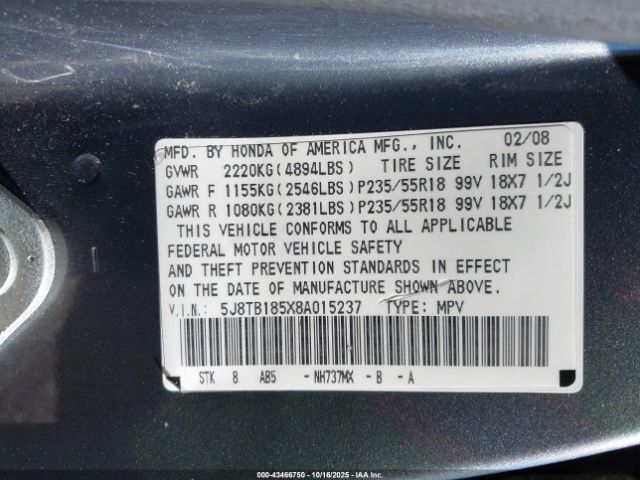 MFD. BY HONDA OF AMERICA MFG., INC. 02/08
GVWR 2220KG(4894LBS) TIRE SIZE RIM SIZE
GAWR F 1155KG(2546LBS)P235/55R18 99V 18X7 1/2J
GAWR R 1080KG(2381LBS)P235/55R18 99V 18X7 1/2J
THIS VEHICLE CONFORMS TO ALL APPLICABLE
FEDERAL MOTOR VEHICLE SAFETY
AND THEFT PREVENTION STANDARDS IN EFFECT
ON THE DATE OF MANUFACTURE SHOWN ABOVE.
V.I.N.: 5J8TB185X8A015237 TYPE: MPV
STK 8 AB5 - NH737MX - B - A
000-43466750 | 10/16/2025 | IAAI.COM